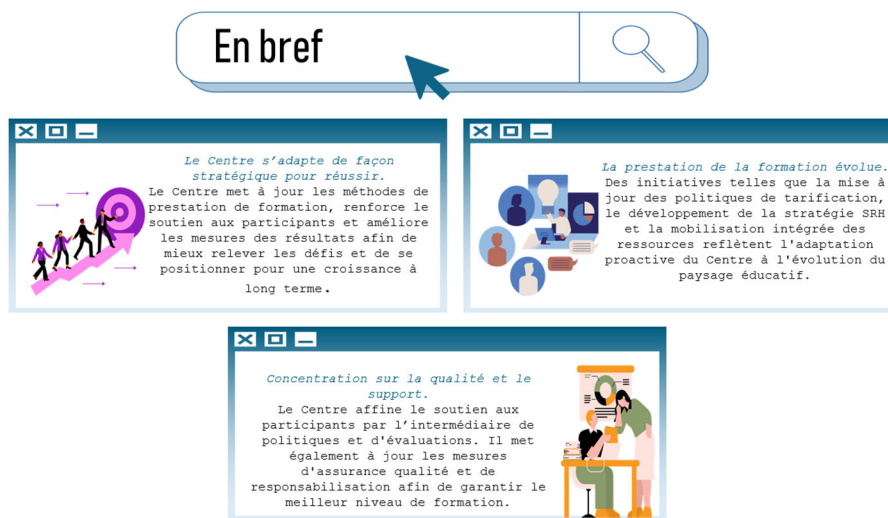 En bref
Le Centre s’adapte de façon
stratégique pour réussir.
Le Centre met à jour les méthodes de
prestation de formation, renforce le
soutien aux participants et améliore
les mesures des résultats afin de
mieux relever les défis et de se
positionner pour une croissance à
long terme.
La prestation de la formation évolue.
Des initiatives telles que la mise à
jour des politiques de tarification,
le développement de la stratégie SRH
et la mobilisation intégrée des
ressources reflètent l'adaptation
proactive du Centre à l'évolution du
paysage éducatif.
Concentration sur la qualité et le
support.
Le Centre affine le soutien aux
participants par l’intermédiaire de
politiques et d'évaluations. Il met
également à jour les mesures
d'assurance qualité et de
responsabilisation afin de garantir le
meilleur niveau de formation.